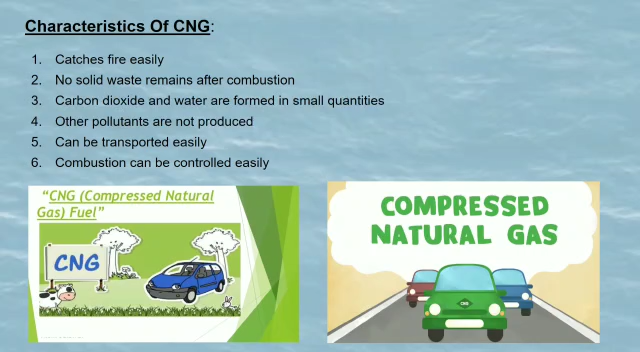 Characteristics Of CNG:
1. Catches fire easily
2. No solid waste remains after combustion
3. Carbon dioxide and water are formed in small quantities
4. Other pollutants are not produced
5. Can be transported easily
6. Combustion can be controlled easily
“CNG (Compressed Natural
Gas) Fuel”
CNG
COMPRESSED
NATURAL GAS
CNG